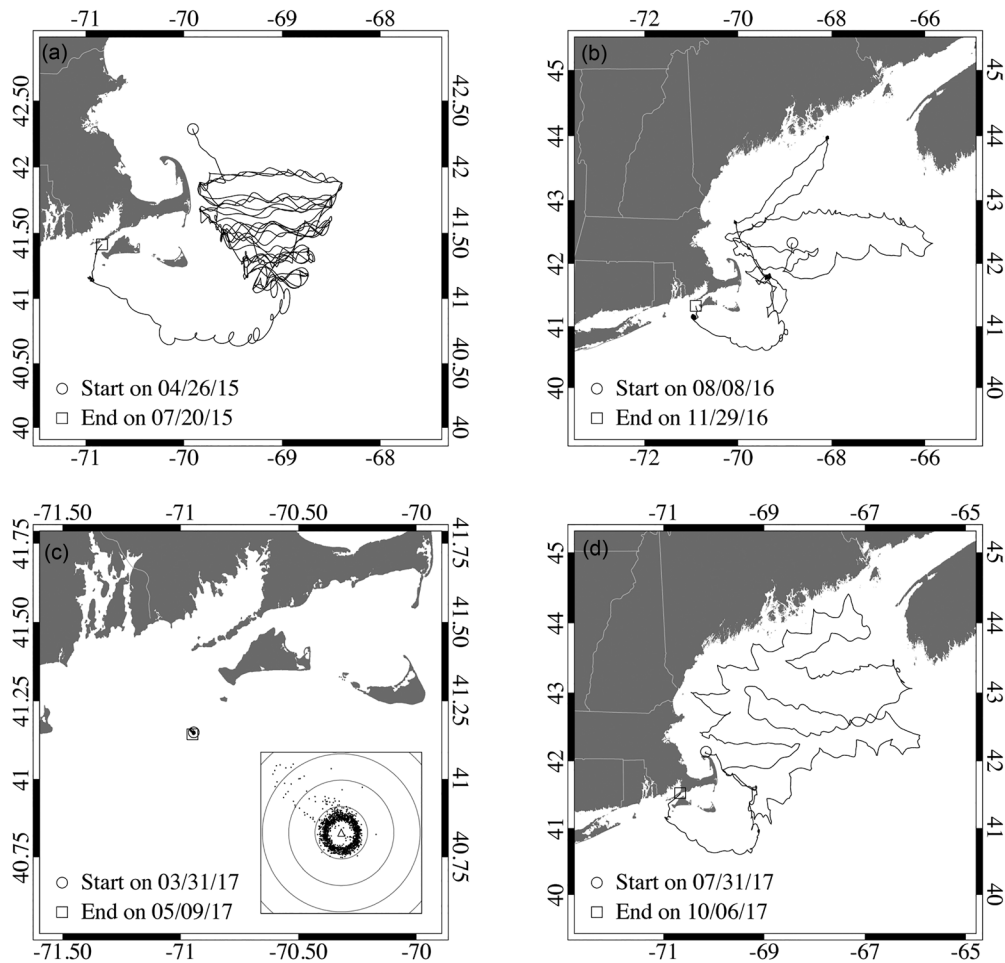 -71 -70 -69 -68
-72 -70 -68 -66
(a)
(b)
42.50 42 41.50 41 40.50 40
42.50 42 41.50 41 40.50 40
45 44 43 42 41 40
45 44 43 42 41 40
Start on 04/26/15
End on 07/20/15
Start on 08/08/16
End on 11/29/16
-71 -70 -69 -68
-72 -70 -68 -66
-71.50 -71 -70.50 -70
-71 -69 -67 -65
(c)
(d)
41.75 41.50 41.25 41 40.75
41.75 41.50 41.25 41 40.75
45 44 43 42 41 40
45 44 43 42 41 40
Start on 03/31/17
End on 05/09/17
Start on 07/31/17
End on 10/06/17
-71.50 -71 -70.50 -70
-71 -69 -67 -65